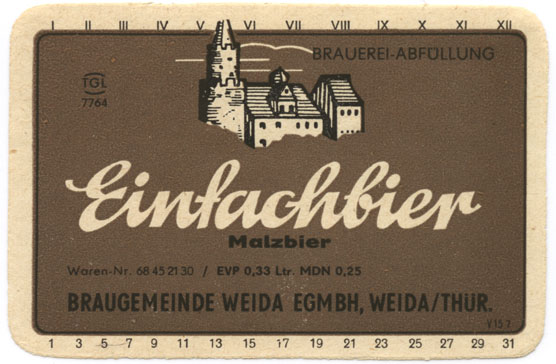 I II III IV V VI VII VIII IX X XI XII
BRAUEREI-ABFÜLLUNG
TGL
7764
Einfachbier
Malzbier
Waren-Nr. 68 45 21 30 / EVP 0,33 Ltr. MDN 0,25
BRAUGEMEINDE WEIDA EGMBH, WEIDA/THÜR.
V 15 7
1 3 5 7 9 11 13 15 17 19 21 23 25 27 29 31